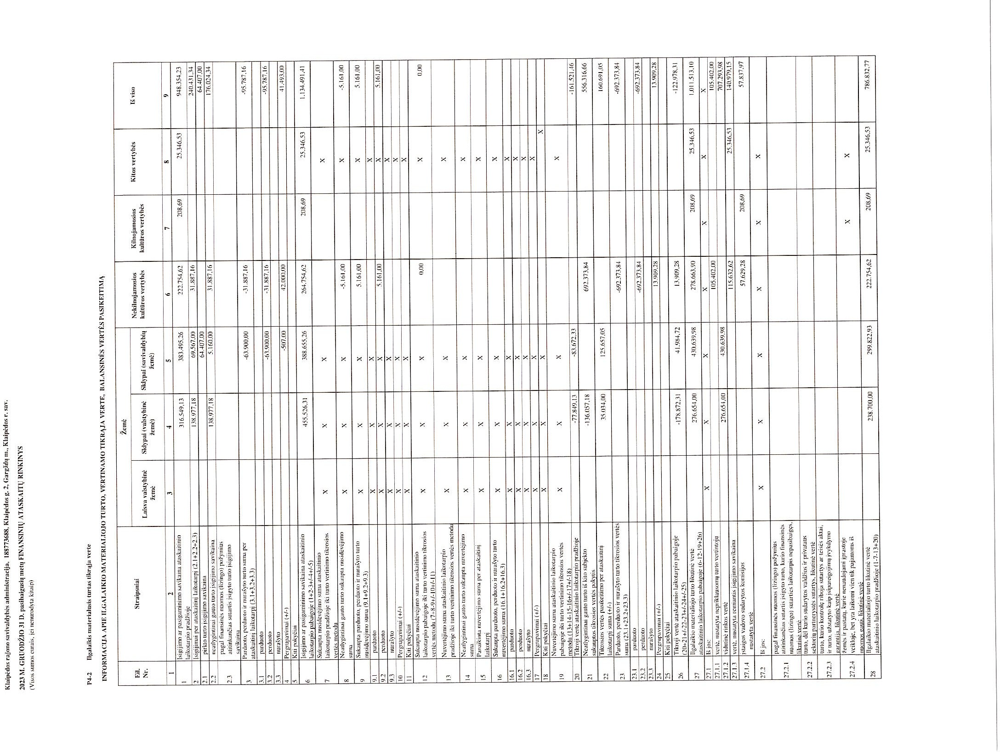 Klaipėdos rajono savivaldybės administracija, 188773688, Klaipėdos g. 2, Gargždų m., Klaipėdos r. sav.
2023 M. GRUODŽIO 31 D. pasibaigusių metų FINANSINIŲ ATASKAITŲ RINKINYS
(Visos sumos eurais, jei nenurodyta kitaip)
P4-2 Ilgalaikis materialusis turtas tikrąja verte
INFORMACIJA APIE ILGALAIKIO MATERIALIOJO TURTO, VERTINAMO TIKRĄJA VERTE, BALANSINĖS VERTĖS PASIKEITIMĄ
Eil. Nr. Straipsniai Žemė Nekilnojamosios kultūros vertybės Kilnojamosios kultūros vertybės Kitos vertybės Iš viso
Laisva valstybinė žemė Sklypai (valstybinė žemė) Sklypai (savivaldybių žemė)
1 2 3 4 5 6 7 8 9
1 Įsigijimo ar pasigaminimo savikaina ataskaitinio laikotarpio pradžioje 316.549,13 383.495,26 222.754,62 208,69 25.346,53 948.354,23
2 Įsigijimai per ataskaitinį laikotarpį (2.1+2.2+2.3) 138.977,18 69.567,00 31.887,16 240.431,34
2.1 pirkto turto įsigijimo savikaina 64.407,00 64.407,00
2.2 neatlygintinai gauto turto įsigijimo savikaina 138.977,18 5.160,00 31.887,16 176.024,34
2.3 pagal finansinės nuomos (lizingo) požymius atitinkančias sutartis įsigyto turto įsigijimo savikaina
3 Parduoto, perduoto ir nurašyto turto suma per ataskaitinį laikotarpį (3.1+3.2+3.3) -63.900,00 -31.887,16 -95.787,16
3.1 parduoto
3.2 perduoto -63.900,00 -31.887,16 -95.787,16
3.3 nurašyto
4 Pergrupavimai (+/-) -507,00 42.000,00 41.493,00
5 Kiti pokyčiai
6 Įsigijimo ar pasigaminimo savikaina ataskaitinio laikotarpio pabaigoje (1+2-3+/-4+/-5) 455.526,31 388.655,26 264.754,62 208,69 25.346,53 1.134.491,41
7 Sukaupta nusidėvėjimo suma ataskaitinio laikotarpio pradžioje iki turto vertinimo tikrosios vertės metodu X X X X
8 Neatlygintinai gauto turto sukaupta nusidėvėjimo suma X X X -5.161,00 X -5.161,00
9 Sukaupta parduoto, perduoto ir nurašyto turto nusidėvėjimo suma (9.1+9.2+9.3) X X X 5.161,00 X 5.161,00
9.1 parduoto X X X X
9.2 perduoto X X X 5.161,00 X 5.161,00
9.3 nurašyto X X X X
10 Pergrupavimai (+/-) X X X X
11 Kiti pokyčiai X X X X
12 Sukaupta nusidėvėjimo suma ataskaitinio laikotarpio pabaigoje iki turto vertinimo tikrosios vertės metodu (7+8-9+/-10+/-11) X X X 0,00 X 0,00
13 Nuvertėjimo suma ataskaitinio laikotarpio pradžioje iki turto vertinimo tikrosios vertės metodu X X X X
14 Neatlygintinai gauto turto sukaupta nuvertėjimo suma X X X X
15 Panaikinta nuvertėjimo suma per ataskaitinį laikotarpį X X X X
16 Sukaupta parduoto, perduoto ir nurašyto turto nuvertėjimo suma (16.1+16.2+16.3) X X X X
16.1 parduoto X X X X
16.2 perduoto X X X X
16.3 nurašyto X X X X
17 Pergrupavimai (+/-) X X X X
18 Kiti pokyčiai X X X X
19 Nuvertėjimo suma ataskaitinio laikotarpio pabaigoje iki turto vertinimo tikrosios vertės metodu (13+14-15-16+/-17+/-18) X X X X
20 Tikroji vertė ataskaitinio laikotarpio pradžioje -77.849,13 -83.672,33 -161.521,46
21 Neatlygintinai gauto turto iš kito subjekto sukauptos tikrosios vertės pokytis -136.057,18 692.373,84 556.316,66
22 Tikrosios vertės pasikeitimo per ataskaitinį laikotarpį suma (+/-) 35.034,00 125.657,05 160.691,05
23 Parduoto, perduoto ir nurašyto turto tikrosios vertės suma (23.1+23.2+23.3) -692.373,84 -692.373,84
23.1 parduoto
23.2 perduoto -692.373,84 -692.373,84
23.3 nurašyto
24 Pergrupavimai (+/-) 13.909,28 13.909,28
25 Kiti pokyčiai
26 Tikroji vertė ataskaitinio laikotarpio pabaigoje (20+21+/-22-23+/-24+/-25) -178.872,31 41.984,72 13.909,28 -122.978,31
27 Ilgalaikio materialiojo turto likutinė vertė ataskaitinio laikotarpio pabaigoje (6-12-19+26) 276.654,00 430.639,98 278.663,90 208,69 25.346,53 1.011.513,10
27.1 Iš jos: X X X X X X X
27.1.1 vertė, nustatyta nepriklausomų turto vertintojų 105.402,00 105.402,00
27.1.2 vidutinė rinkos vertė 276.654,00 430.639,98 707.293,98
27.1.3 vertė, nustatyta remiantis įsigijimo savikaina 115.632,62 25.346,53 140.979,15
27.1.4 įstaigos vadovo sudarytos komisijos nustatyta vertė 57.629,28 208,69 57.837,97
27.2 Iš jos: X X X X X X
27.2.1 pagal finansinės nuomos (lizingo) požymius atitinkančias sutartis įsigyto turto, kurio finansinės nuomos (lizingo) sutarties laikotarpis nepasibaigęs, likutinė vertė
27.2.2 turto, dėl kurio sudarytos valdžios ir privataus sektorių partnerystės sutartys, likutinė vertė
27.2.3 turto, kurio kontrolę riboja sutartys ar teisės aktai, ir turto, užstatyto kaip įsipareigojimų įvykdymo garantija, likutinė vertė
27.2.4 žemės ir pastatų, kurie nenaudojami įprastoje veikloje, bet yra laikomi vien tik pajamoms iš nuomos gauti, likutinė vertė X X
28 Ilgalaikio materialiojo turto likutinė vertė ataskaitinio laikotarpio pradžioje (1-7-13+20) 238.700,00 299.822,93 222.754,62 208,69 25.346,53 786.832,77